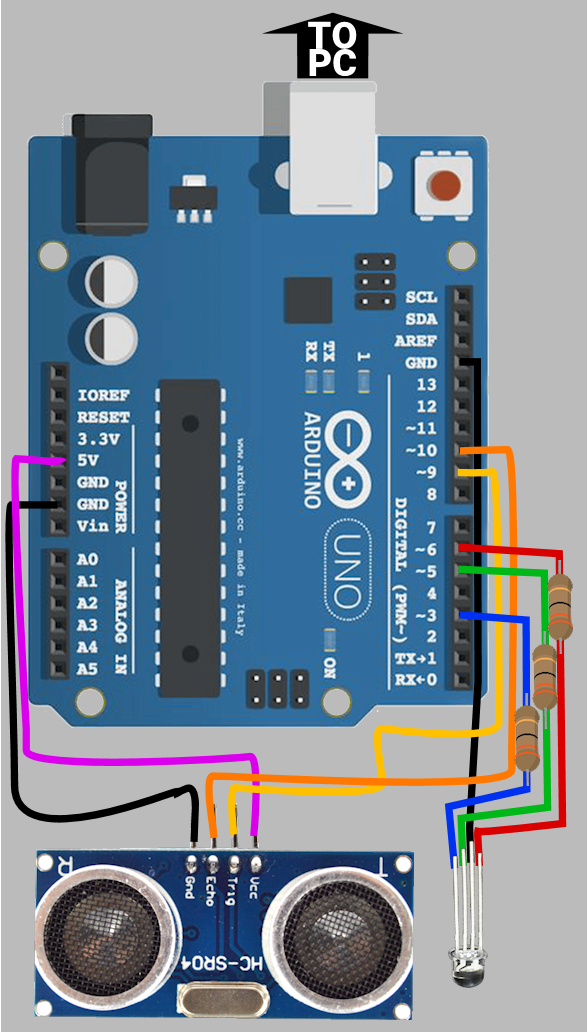 TO
PC
SCL
SDA
AREF
GND
13
12
~11
~10
~9
8
7
~6
~5
4
~3
2
TX→1
RX←0
DIGITAL (PWM~)
IOREF
RESET
3.3V
5V
GND
GND
Vin
POWER
A0
A1
A2
A3
A4
A5
ANALOG IN
RX
TX
1
ARDUINO
UNO
ON
www.arduino.cc - made in Italy
R
T
Gnd
Echo
Trig
Vcc
HC-SR04